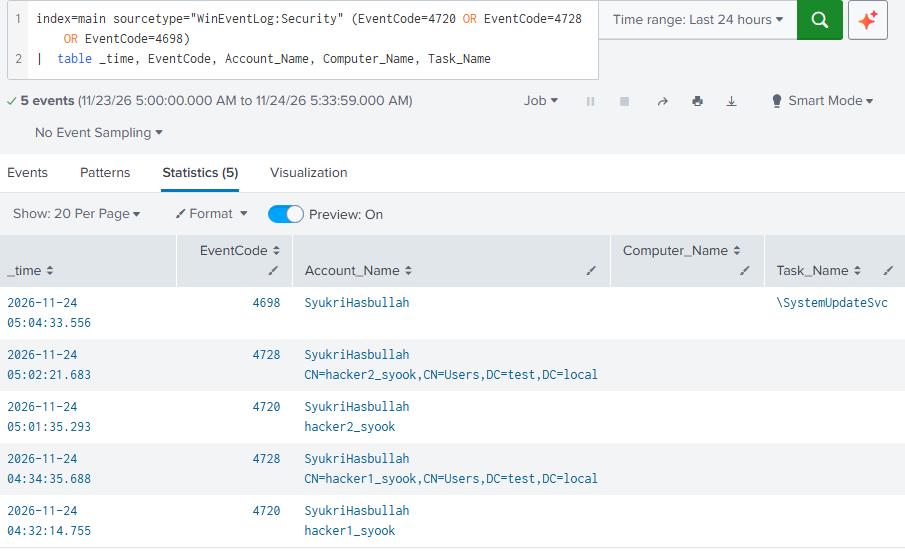 1 index=main sourcetype="WinEventLog:Security" (EventCode=4720 OR EventCode=4728
OR EventCode=4698)
2 | table _time, EventCode, Account_Name, Computer_Name, Task_Name
Time range: Last 24 hours
5 events (11/23/26 5:00:00.000 AM to 11/24/26 5:33:59.000 AM)
Job
Smart Mode
No Event Sampling
Events Patterns Statistics (5) Visualization
Show: 20 Per Page Format Preview: On
_time EventCode Account_Name Computer_Name Task_Name
2026-11-24 4698 SyukriHasbullah \SystemUpdateSvc
05:04:33.556
2026-11-24 4728 SyukriHasbullah
05:02:21.683 CN=hacker2_syook,CN=Users,DC=test,DC=local
2026-11-24 4720 SyukriHasbullah
05:01:35.293 hacker2_syook
2026-11-24 4728 SyukriHasbullah
04:34:35.688 CN=hacker1_syook,CN=Users,DC=test,DC=local
2026-11-24 4720 SyukriHasbullah
04:32:14.755 hacker1_syook